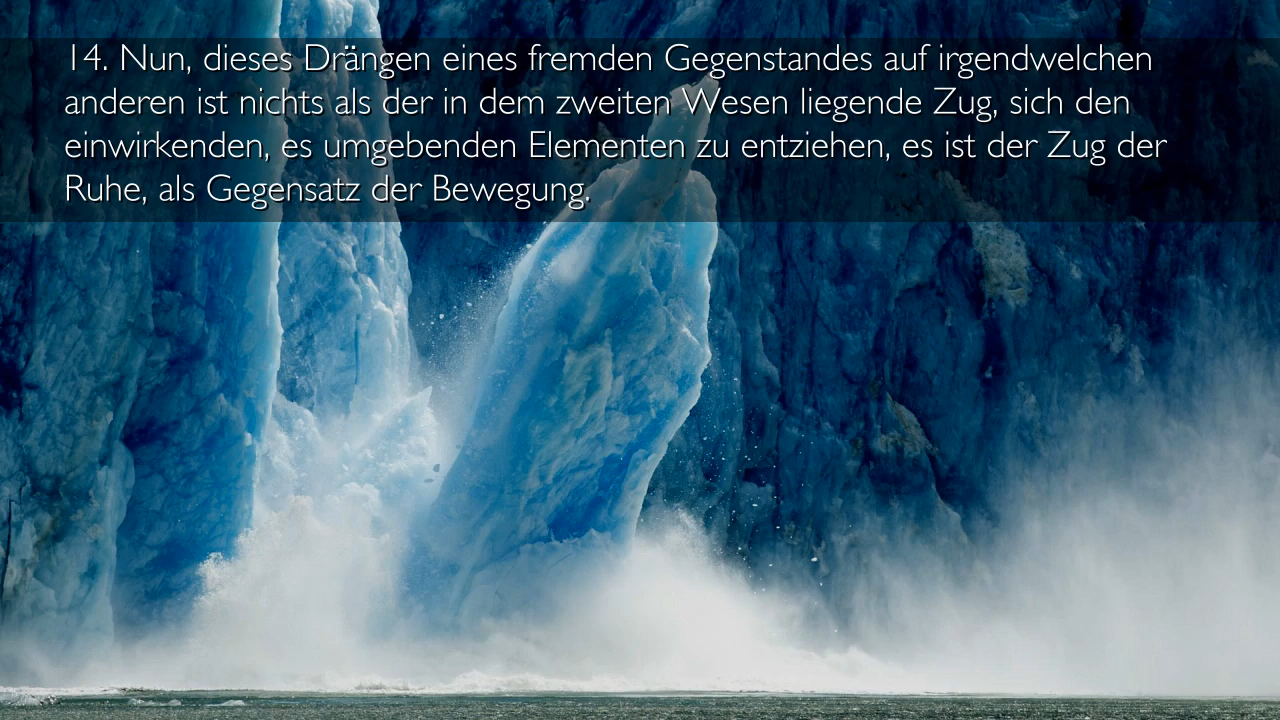 14. Nun, dieses Drängen eines fremden Gegenstandes auf irgendwelchen
anderen ist nichts als der in dem zweiten Wesen liegende Zug, sich den
einwirkenden, es umgebenden Elementen zu entziehen, es ist der Zug der
Ruhe, als Gegensatz der Bewegung.